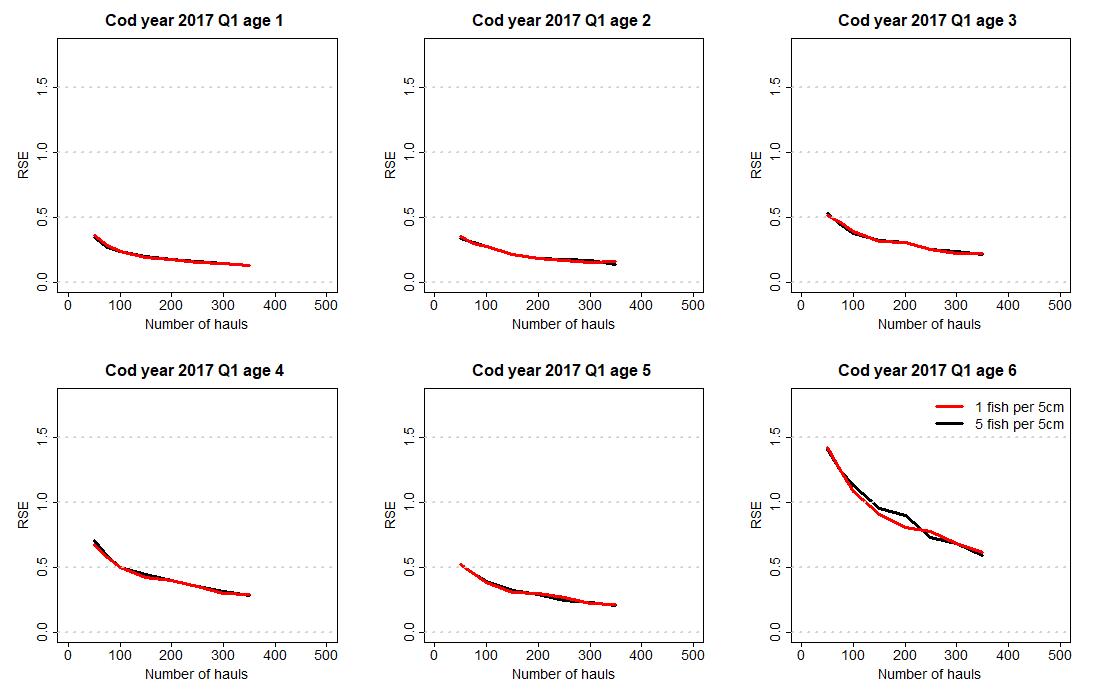 Cod year 2017 Q1 age 1
Cod year 2017 Q1 age 2
Cod year 2017 Q1 age 3
RSE
0.0 0.5 1.0 1.5
RSE
0.0 0.5 1.0 1.5
RSE
0.0 0.5 1.0 1.5
0 100 200 300 400 500
0 100 200 300 400 500
0 100 200 300 400 500
Number of hauls
Number of hauls
Number of hauls
Cod year 2017 Q1 age 4
Cod year 2017 Q1 age 5
Cod year 2017 Q1 age 6
1 fish per 5cm
5 fish per 5cm
RSE
0.0 0.5 1.0 1.5
RSE
0.0 0.5 1.0 1.5
RSE
0.0 0.5 1.0 1.5
0 100 200 300 400 500
0 100 200 300 400 500
0 100 200 300 400 500
Number of hauls
Number of hauls
Number of hauls